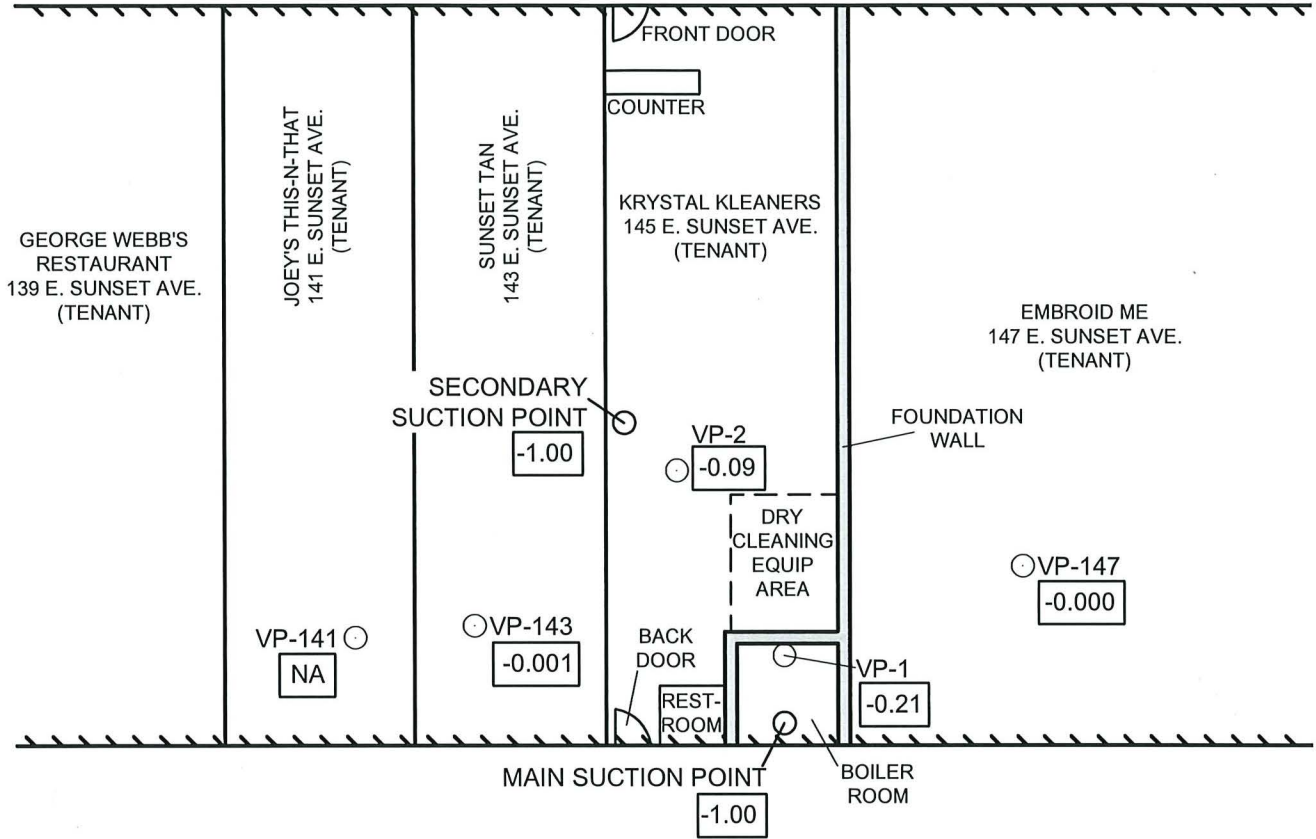 FRONT DOOR
COUNTER
GEORGE WEBB'S
RESTAURANT
139 E. SUNSET AVE.
(TENANT)
JOEY'S THIS-N-THAT
141 E. SUNSET AVE.
(TENANT)
SUNSET TAN
143 E. SUNSET AVE.
(TENANT)
KRYSTAL KLEANERS
145 E. SUNSET AVE.
(TENANT)
EMBROID ME
147 E. SUNSET AVE.
(TENANT)
SECONDARY
SUCTION POINT
-1.00
VP-2
-0.09
FOUNDATION
WALL
DRY
CLEANING
EQUIP
AREA
VP-147
-0.000
VP-141
NA
VP-143
-0.001
BACK
DOOR
REST-
ROOM
VP-1
-0.21
MAIN SUCTION POINT
-1.00
BOILER
ROOM